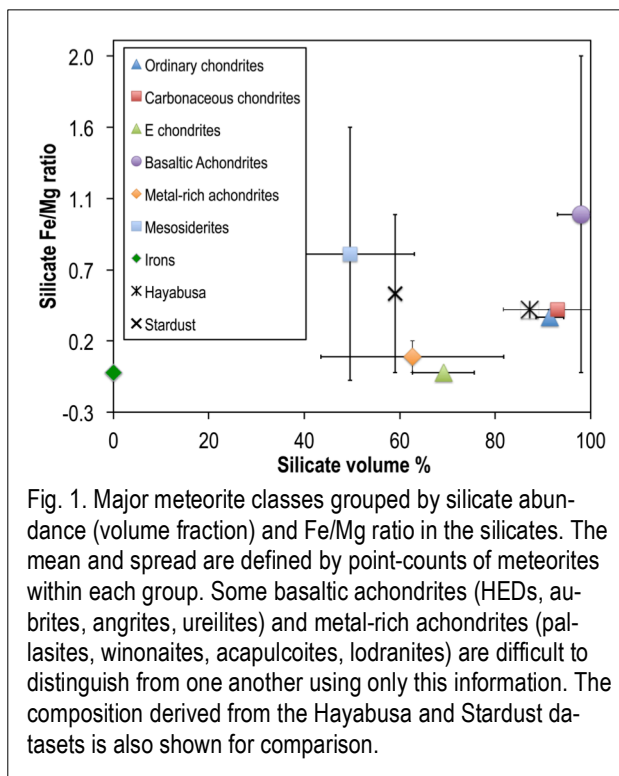 2.0
1.6
1.1
0.7
0.2
-0.3
Silicate Fe/Mg ratio
Ordinary chondrites
Carbonaceous chondrites
E chondrites
Basaltic Achondrites
Metal-rich achondrites
Mesosiderites
Irons
Hayabusa
Stardust
0 20 40 60 80 100
Silicate volume %
Fig. 1. Major meteorite classes grouped by silicate abun-
dance (volume fraction) and Fe/Mg ratio in the silicates. The
mean and spread are defined by point-counts of meteorites
within each group. Some basaltic achondrites (HEDs, au-
brites, angrites, ureilites) and metal-rich achondrites (pal-
lasites, winonaites, acapulcoites, lodranites) are difficult to
distinguish from one another using only this information. The
composition derived from the Hayabusa and Stardust da-
tasets is also shown for comparison.